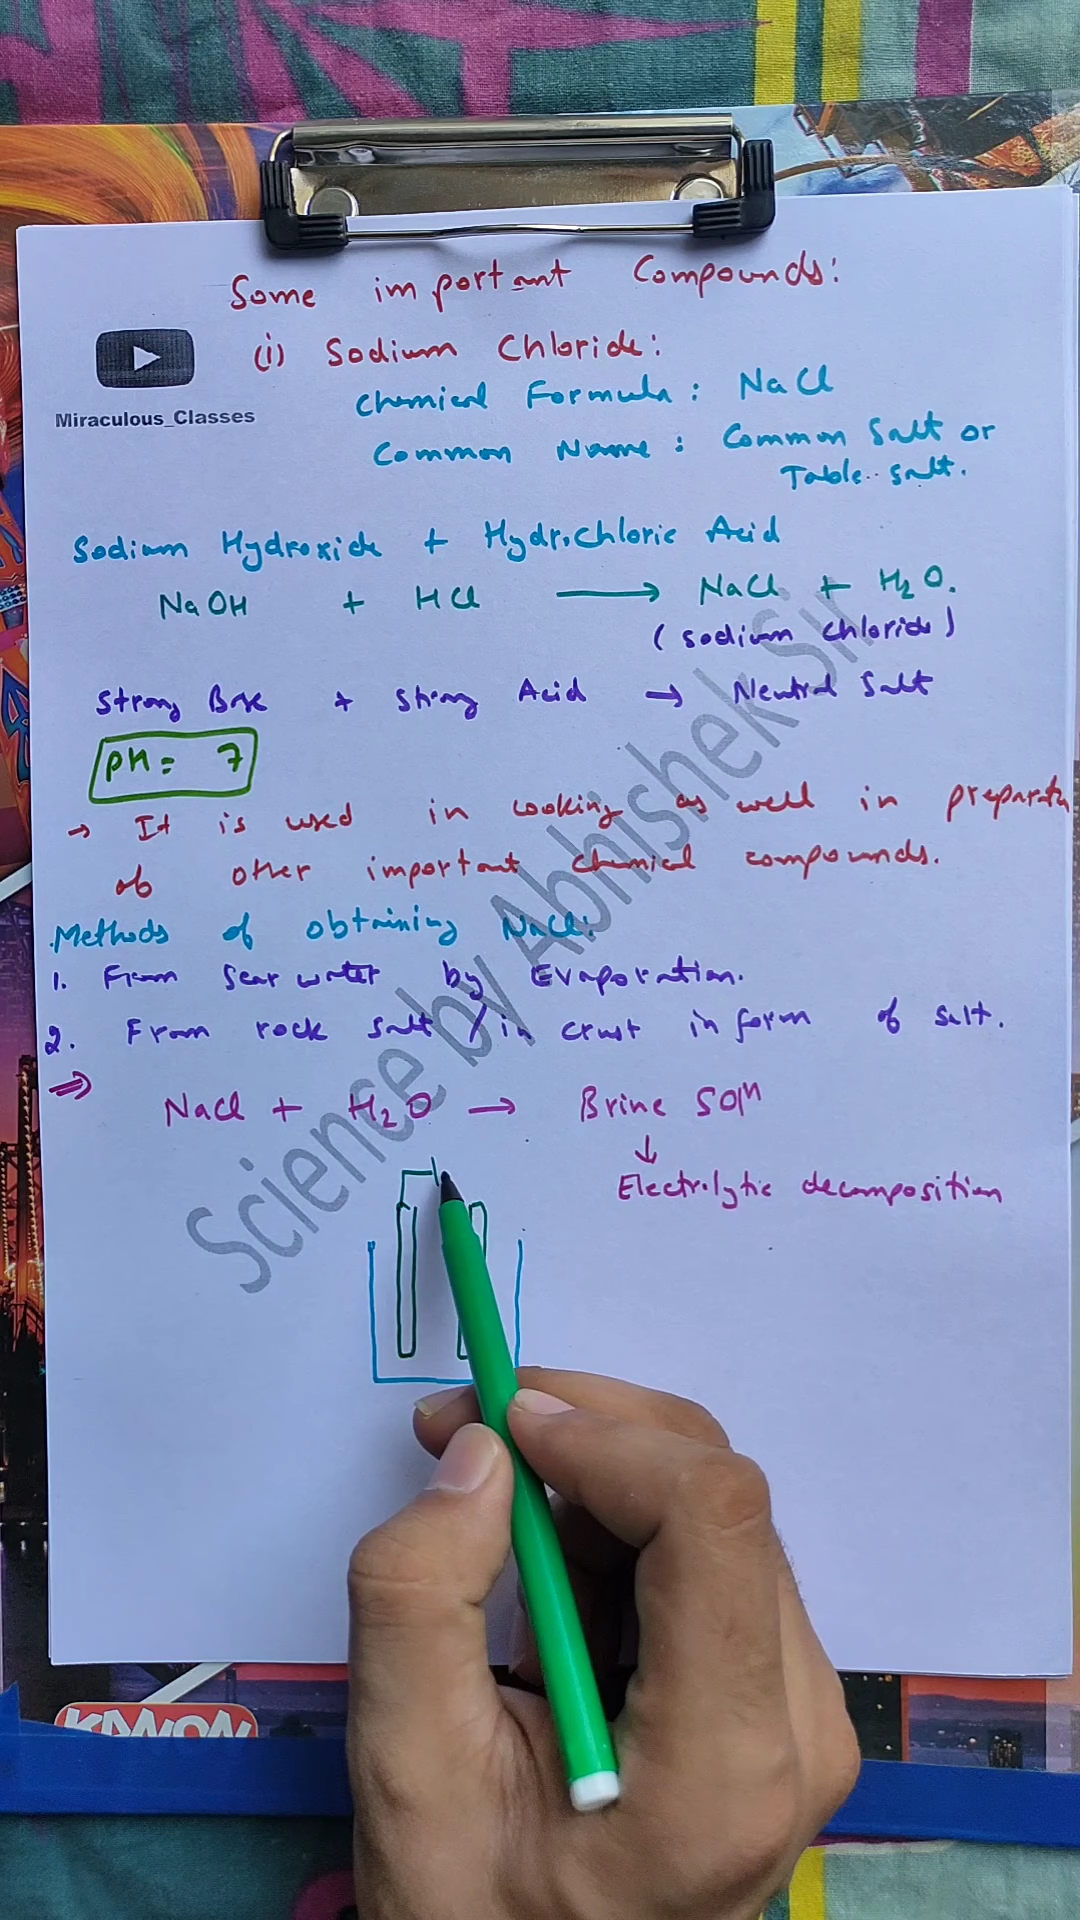 Some important Compounds:
(i) Sodium Chloride:
Miraculous_Classes
Chemical Formula: NaCl
Common Name: Common Salt or
Table salt.
Sodium Hydroxide + Hydrochloric Acid
NaOH + HCl → NaCl + H2O.
(sodium chloride)
Strong Base + Strong Acid → Neutral Salt
pH = 7
→ It is used in cooking as well in preparatn
of other important chemical compounds.
Methods of obtaining NaCl:
1. From Sear water by Evaporation.
2. From rock salt / in crust in form of salt.
⇒ NaCl + H2O → Brine SOln
↓
Electrolytic decomposition
Science by Abhishek Sir
KIWON